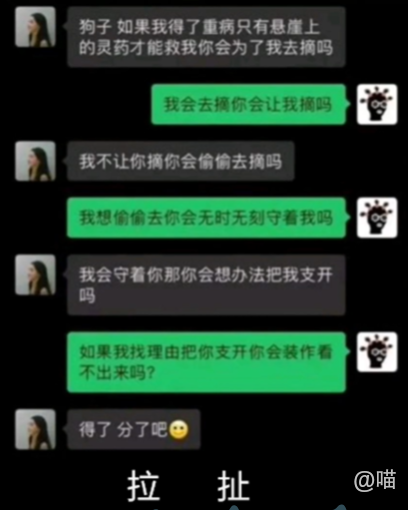 狗子 如果我得了重病只有悬崖上
的灵药才能救我你会为了我去摘吗
我会去摘你会让我摘吗
我不让你摘你会偷偷去摘吗
我想偷偷去你会无时无刻守着我吗
我会守着你那你会想办法把我支开
吗
如果我找理由把你支开你会装作看
不出来吗?
得了 分了吧🙂
拉 扯
@喵